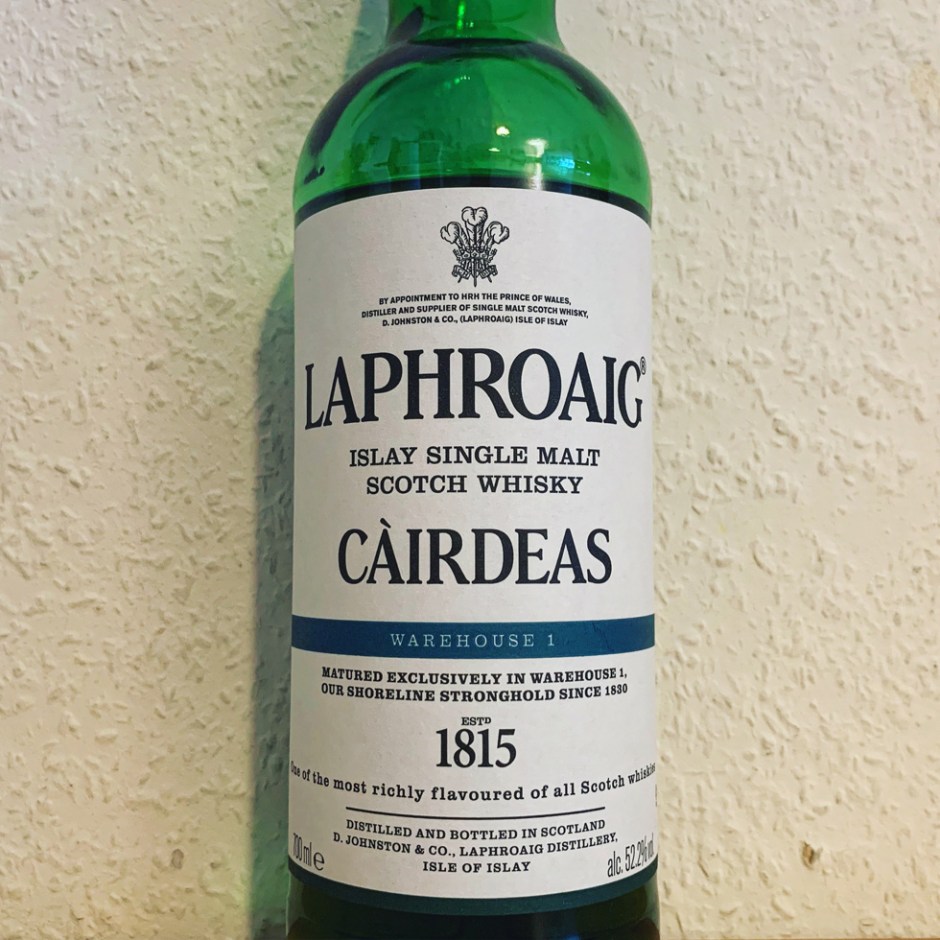 BY APPOINTMENT TO HRH THE PRINCE OF WALES,
DISTILLER AND SUPPLIER OF SINGLE MALT SCOTCH WHISKY,
D. JOHNSTON & CO., (LAPHROAIG) ISLE OF ISLAY
LAPHROAIG®
ISLAY SINGLE MALT
SCOTCH WHISKY
CÀIRDEAS
WAREHOUSE 1
MATURED EXCLUSIVELY IN WAREHOUSE 1,
OUR SHORELINE STRONGHOLD SINCE 1830
ESTD
1815
One of the most richly flavoured of all Scotch whiskies
DISTILLED AND BOTTLED IN SCOTLAND
D. JOHNSTON & CO., LAPHROAIG DISTILLERY,
ISLE OF ISLAY
700 ml e
alc. 52.2% vol